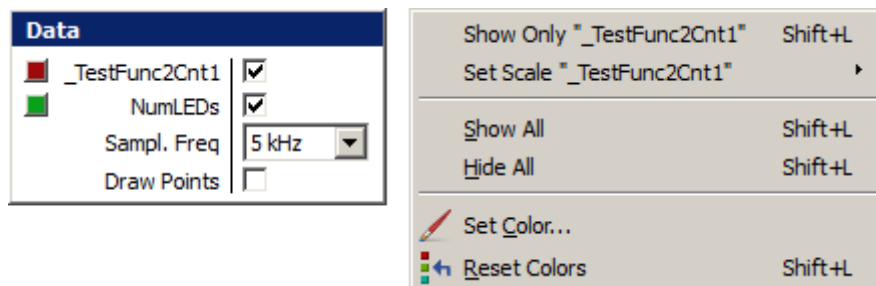 Data
_TestFunc2Cnt1
NumLEDs
Sampl. Freq 5 kHz
Draw Points
Show Only "_TestFunc2Cnt1" Shift+L
Set Scale "_TestFunc2Cnt1"
Show All Shift+L
Hide All Shift+L
Set Color...
Reset Colors Shift+L